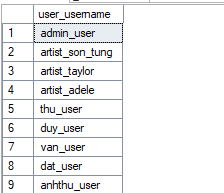 user_username
1 admin_user
2 artist_son_tung
3 artist_taylor
4 artist_adele
5 thu_user
6 duy_user
7 van_user
8 dat_user
9 anhthu_user